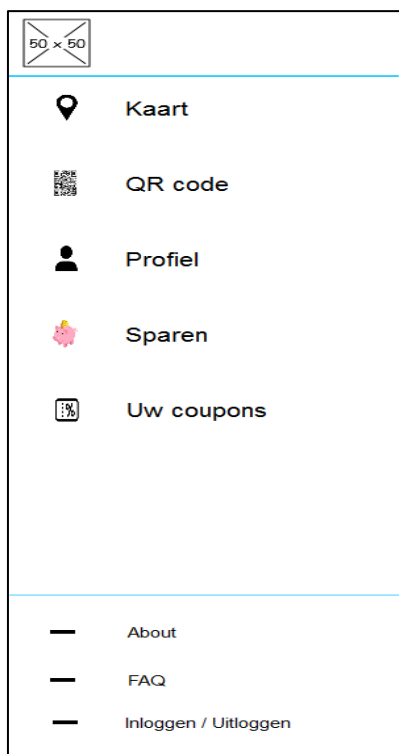 50 x 50
Kaart
QR code
Profiel
Sparen
Uw coupons
About
FAQ
Inloggen / Uitloggen